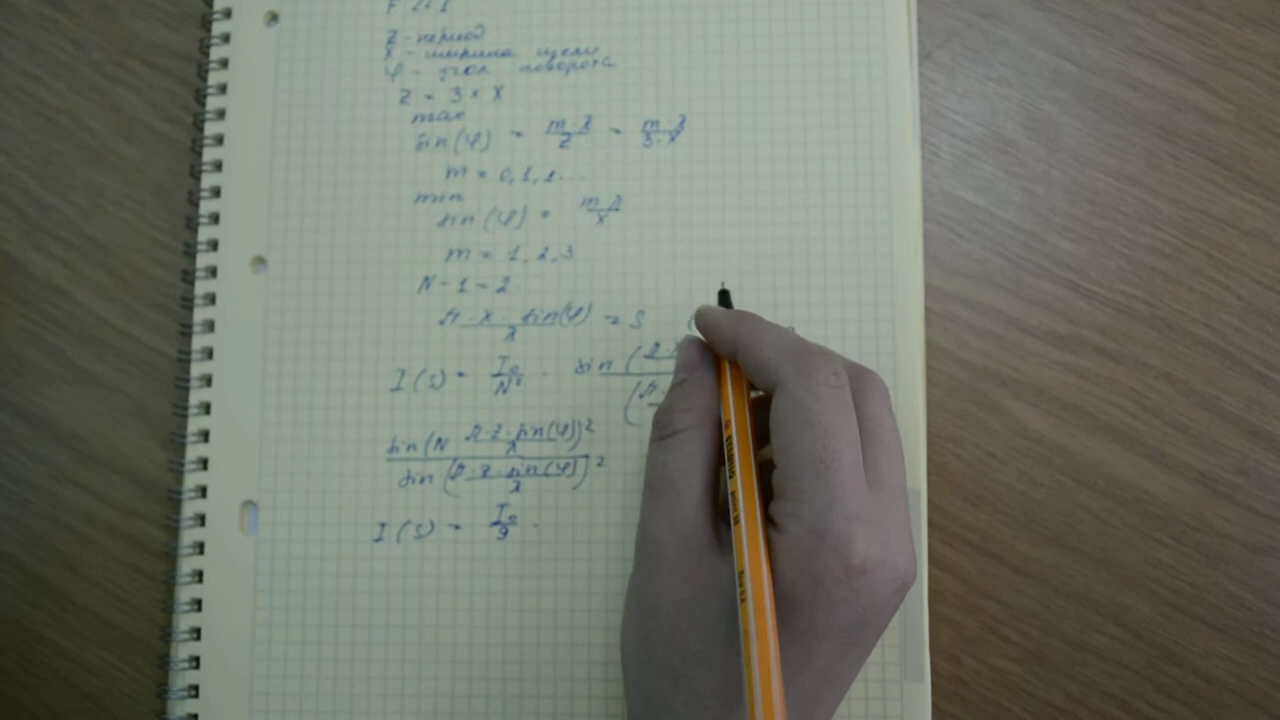 z - период
x - ширина щели
φ - угол поворота
z = 3 * x
max
sin(φ) = m·λ/z = m·λ/3·x
m = 0,1,2...
min
sin(φ) = m·λ/x
m = 1,2,3
N-1=2
π·x·sin(φ)/λ = S
I(S) = I₀/N² · sin(π·x
sin(N π·z·sin(φ)/λ)² / sin(π·z·sin(φ)/λ)²
I(S) = I₀/9 ·
STABILO